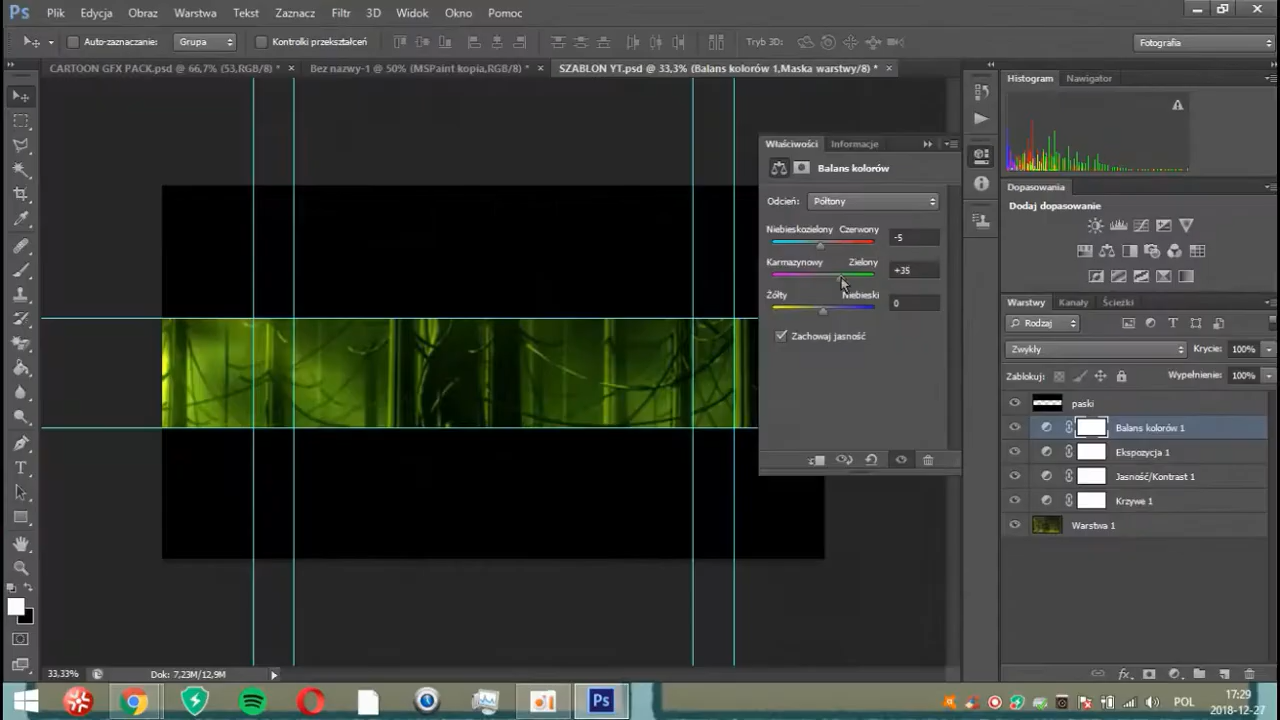 Ps Plik Edycja Obraz Warstwa Tekst Zaznacz Filtr 3D Widok Okno Pomoc
Auto-zaznaczanie: Grupa Kontrolki przekształceń Tryb 3D: Fotografia
CARTOON GFX PACK.psd @ 66,7% (53,RGB/8) * × Bez nazwy-1 @ 50% (MSPaint kopia,RGB/8) * × SZABLON YT.psd @ 33,3% (Balans kolorów 1,Maska warstwy/8) * ×
Histogram Nawigator
Właściwości Informacje
Balans kolorów
Odcień: Półtony
Niebieskozielony Czerwony
-5
Karmazynowy Zielony
+35
Żółty Niebieski
0
Zachowaj jasność
Dopasowania
Dodaj dopasowanie
Warstwy Kanały Ścieżki
Rodzaj
Zwykły Krycie: 100%
Zablokuj: Wypełnienie: 100%
paski
Balans kolorów 1
Ekspozycja 1
Jasność/Kontrast 1
Krzywe 1
Warstwa 1
33,33% Dok: 7,23M/12,9M
Ps
POL
17:29
2018-12-27